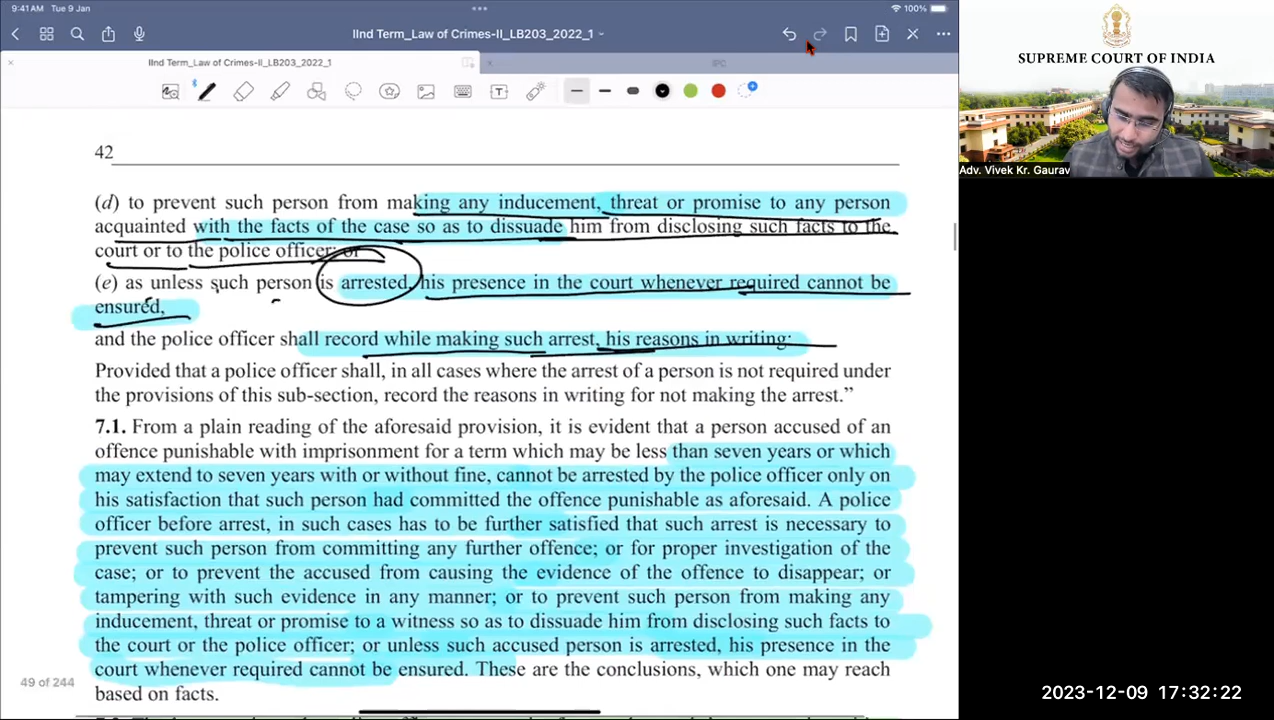 9:41 AM Tue 9 Jan
100%
IInd Term_Law of Crimes-II_LB203_2022_1
IInd Term_Law of Crimes-II_LB203_2022_1
IPC
T
SUPREME COURT OF INDIA
Adv. Vivek Kr. Gaurav
42
(d) to prevent such person from making any inducement, threat or promise to any person
acquainted with the facts of the case so as to dissuade him from disclosing such facts to the
court or to the police officer; or
(e) as unless such person is arrested, his presence in the court whenever required cannot be
ensured,
and the police officer shall record while making such arrest, his reasons in writing:
Provided that a police officer shall, in all cases where the arrest of a person is not required under
the provisions of this sub-section, record the reasons in writing for not making the arrest.”
7.1. From a plain reading of the aforesaid provision, it is evident that a person accused of an
offence punishable with imprisonment for a term which may be less than seven years or which
may extend to seven years with or without fine, cannot be arrested by the police officer only on
his satisfaction that such person had committed the offence punishable as aforesaid. A police
officer before arrest, in such cases has to be further satisfied that such arrest is necessary to
prevent such person from committing any further offence; or for proper investigation of the
case; or to prevent the accused from causing the evidence of the offence to disappear; or
tampering with such evidence in any manner; or to prevent such person from making any
inducement, threat or promise to a witness so as to dissuade him from disclosing such facts to
the court or the police officer; or unless such accused person is arrested, his presence in the
court whenever required cannot be ensured. These are the conclusions, which one may reach
based on facts.
49 of 244
2023-12-09 17:32:22